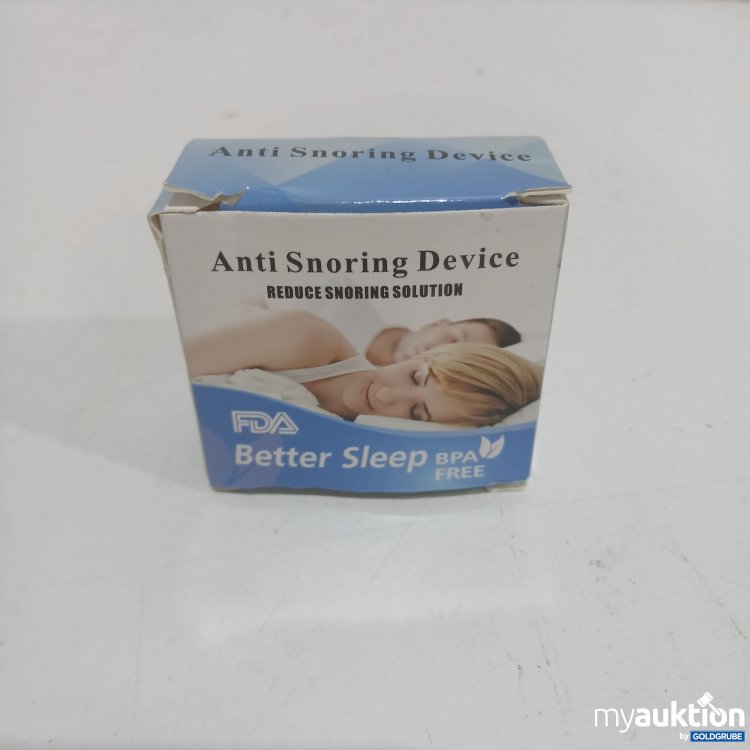 Anti Snoring Device
Anti Snoring Device
REDUCE SNORING SOLUTION
FDA
Better Sleep BPA
FREE
myauktion
by GOLDGRUBE